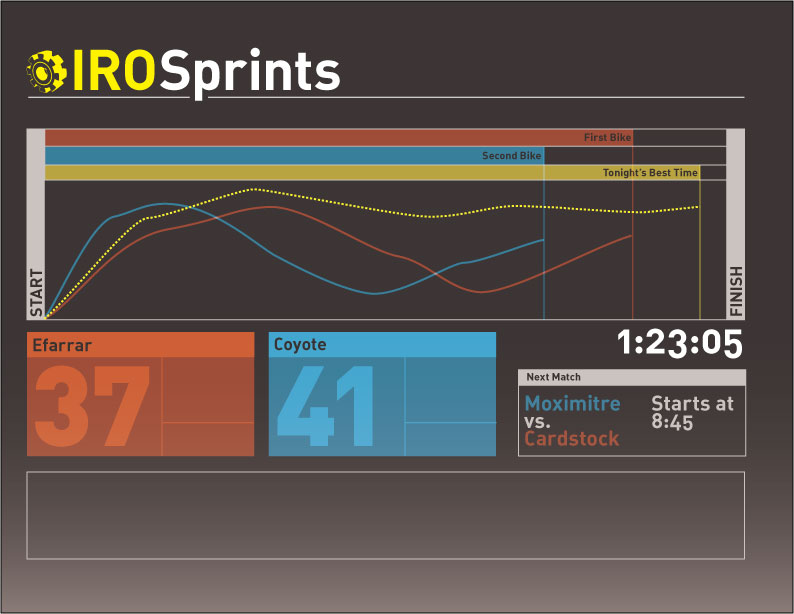 IROSprints
First Bike
Second Bike
Tonight's Best Time
START
FINISH
1:23:05
Efarrar
37
Coyote
41
Next Match
Moximitre
vs.
Cardstock
Starts at
8:45